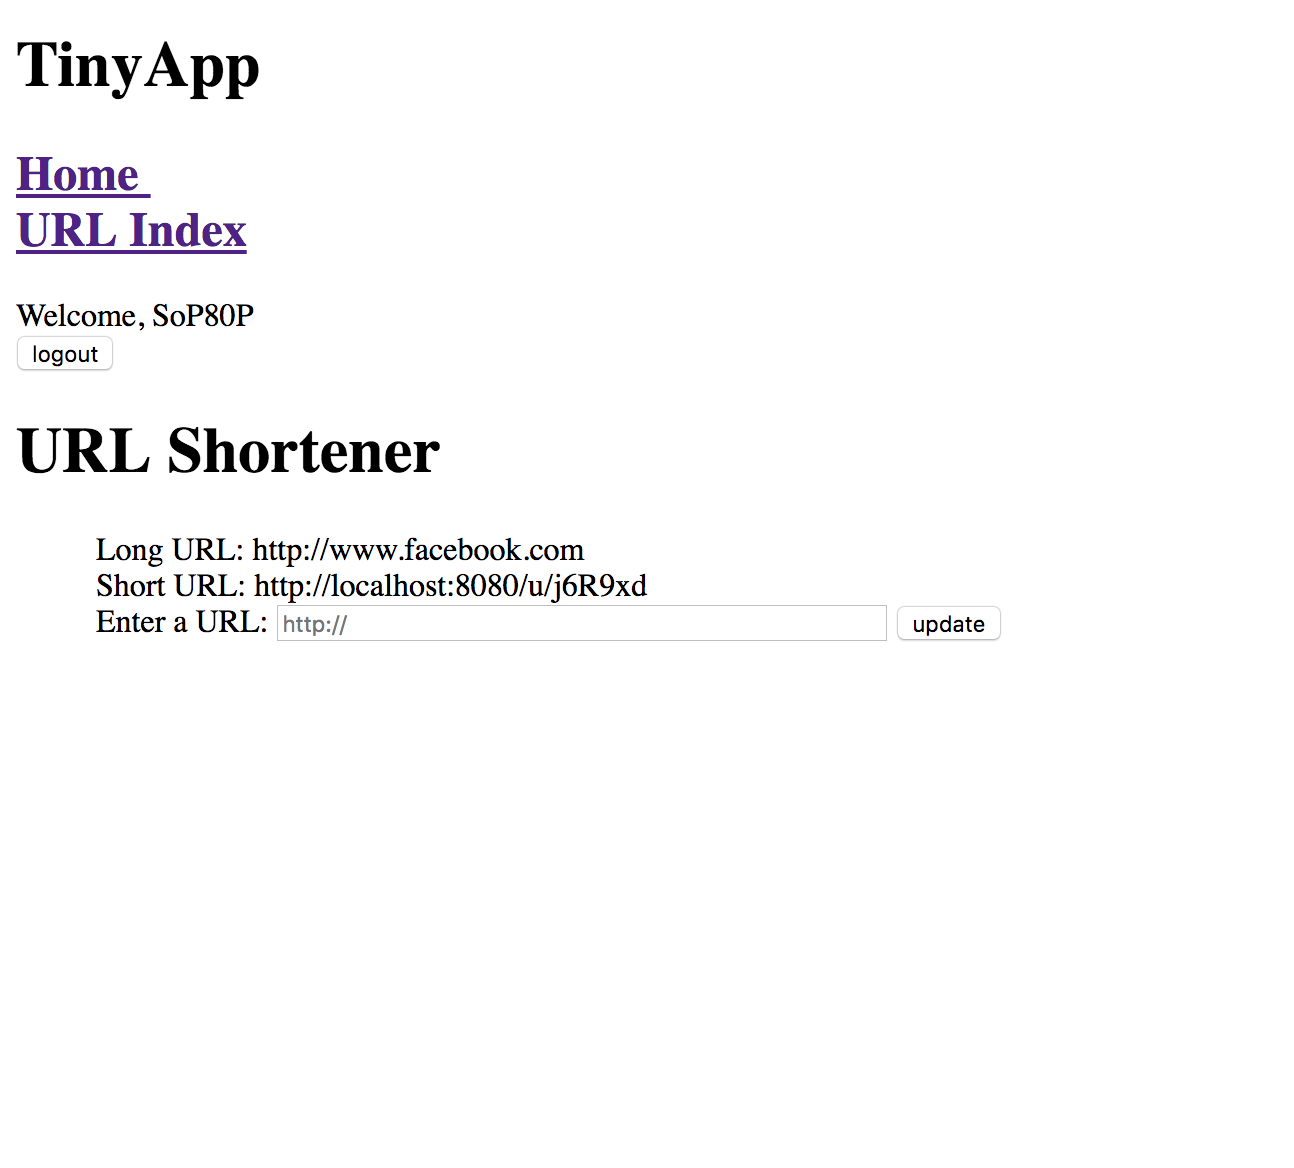 TinyApp
Home
URL Index
Welcome, SoP80P
logout
URL Shortener
Long URL: http://www.facebook.com
Short URL: http://localhost:8080/u/j6R9xd
Enter a URL: http:// update